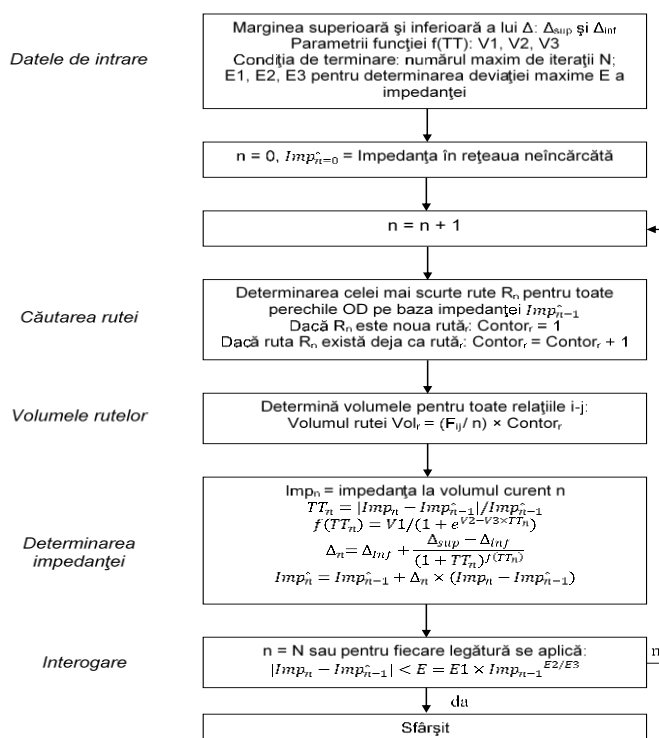 Datele de intrare
Marginea superioară şi inferioară a lui Δ: Δsup şi Δinf
Parametrii funcţiei f(TT): V1, V2, V3
Condiţia de terminare: numărul maxim de iteraţii N;
E1, E2, E3 pentru determinarea deviaţiei maxime E a
impedanţei
n = 0, Imp^n=0 = Impedanţa în reţeaua neîncărcată
n = n + 1
Căutarea rutei
Determinarea celei mai scurte rute Rn pentru toate
perechile OD pe baza impedanţei Imp^n−1
Dacă Rn este noua rutăr: Contorr = 1
Dacă ruta Rn există deja ca rutăr: Contorr = Contorr + 1
Volumele rutelor
Determină volumele pentru toate relaţiile i-j:
Volumul rutei Volr = (Fij/ n) × Contorr
Determinarea
impedanţei
Impn = impedanţa la volumul curent n
TTn = |Impn − Imp^n−1|/Imp^n−1
f(TTn) = V1/(1 + e^V2−V3×TTn)
Δn= ΔInf + (Δsup − Δinf)/(1 + TTn)^f(TTn)
Imp^n = Imp^n−1 + Δn × (Impn − Imp^n−1)
Interogare
n = N sau pentru fiecare legătură se aplică:
|Impn − Imp^n−1| < E = E1 × Impn−1^E2/E3
n
da
Sfârşit